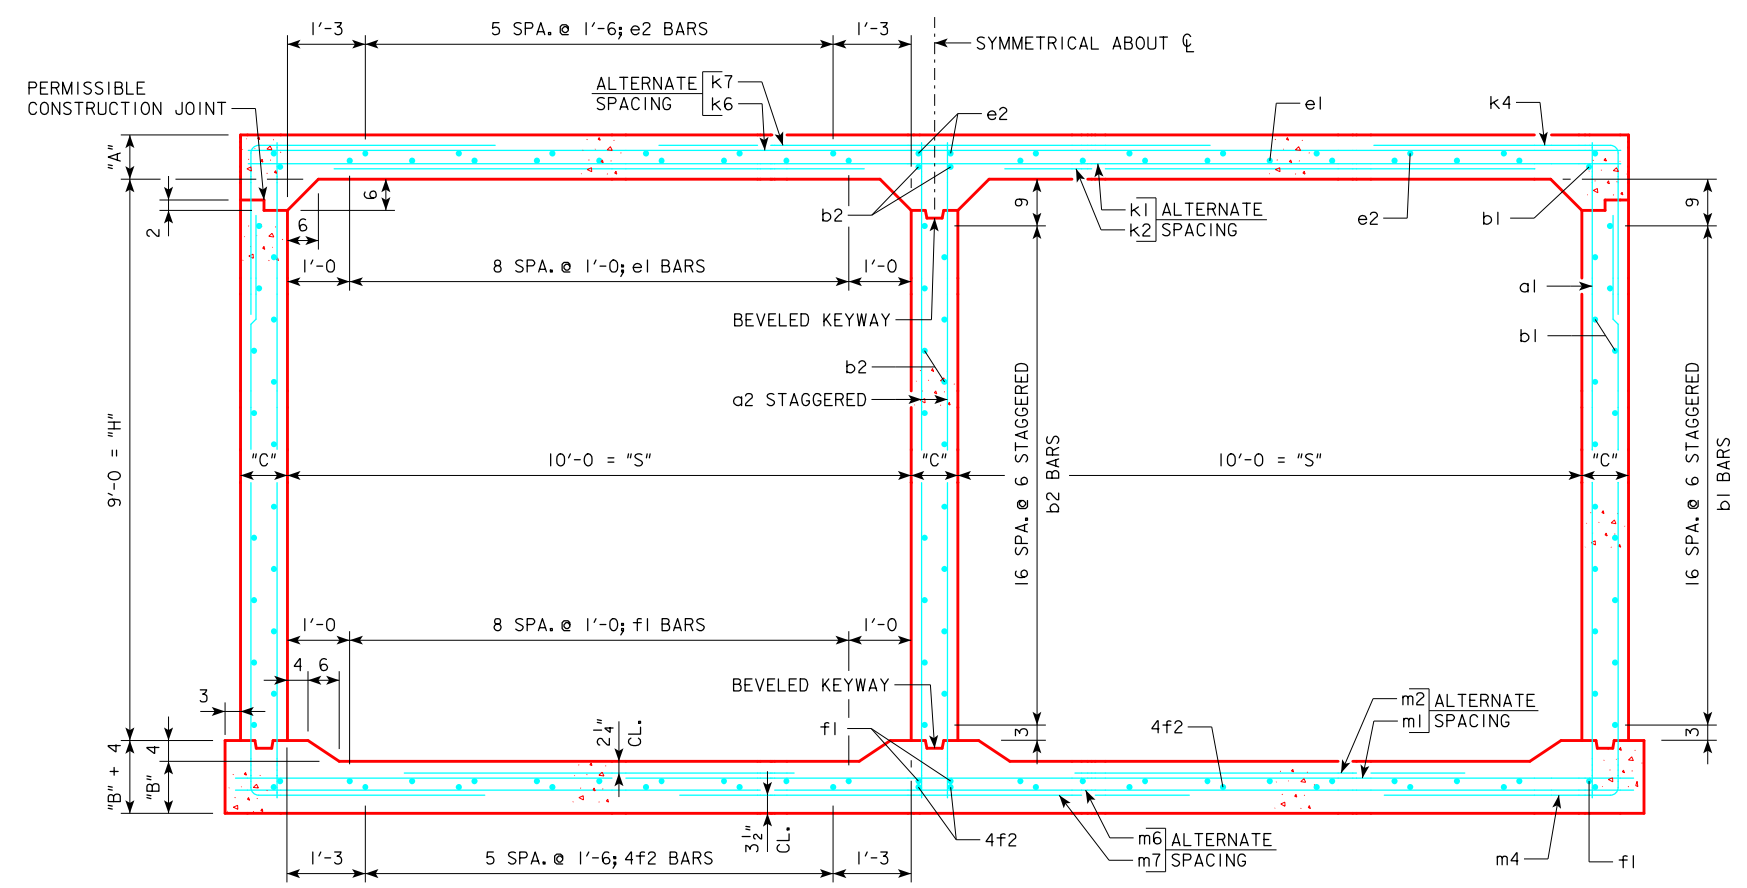 1'-3
5 SPA. @ 1'-6; e2 BARS
1'-3
SYMMETRICAL ABOUT ℄
PERMISSIBLE
CONSTRUCTION JOINT
ALTERNATE
SPACING
k7
k6
e2
e1
k4
"A"
2
6
6
b2
k1
k2
ALTERNATE
SPACING
9
e2
b1
9
1'-0
8 SPA. @ 1'-0; e1 BARS
1'-0
a1
BEVELED KEYWAY
b1
b2
a2 STAGGERED
9'-0 = "H"
"C"
10'-0 = "S"
"C"
10'-0 = "S"
"C"
16 SPA. @ 6 STAGGERED
b2 BARS
16 SPA. @ 6 STAGGERED
b1 BARS
1'-0
8 SPA. @ 1'-0; f1 BARS
1'-0
4
6
3
BEVELED KEYWAY
f1
2 1/4"
CL.
4f2
m2
m1
ALTERNATE
SPACING
3
3
"B" + 4
4
"B"
3 1/2"
CL.
4f2
m6
m7
ALTERNATE
SPACING
m4
f1
1'-3
5 SPA. @ 1'-6; 4f2 BARS
1'-3